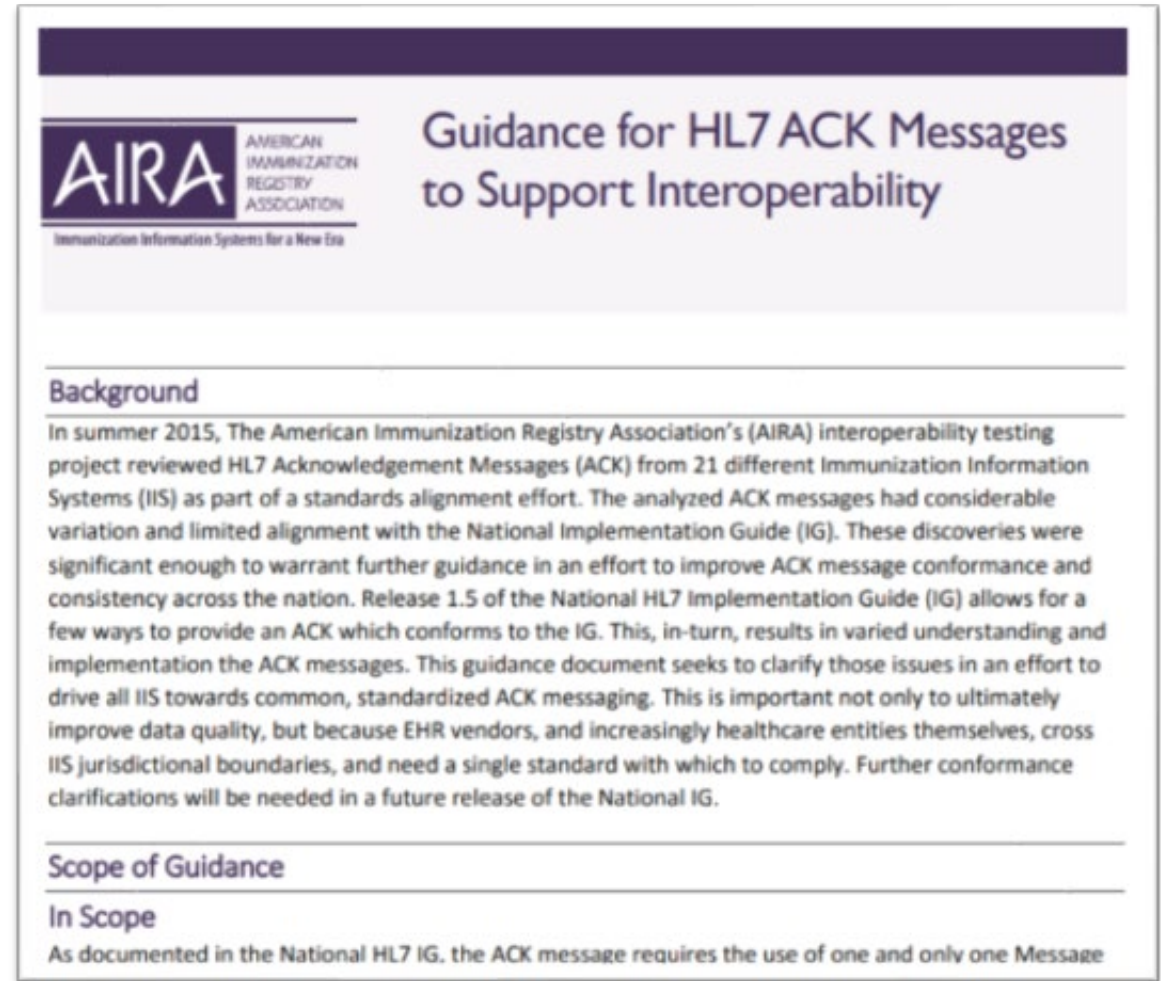 AIRA
AMERICAN
IMMUNIZATION
REGISTRY
ASSOCIATION
Immunization Information Systems for a New Era
Guidance for HL7 ACK Messages
to Support Interoperability
Background
In summer 2015, The American Immunization Registry Association's (AIRA) interoperability testing
project reviewed HL7 Acknowledgement Messages (ACK) from 21 different Immunization Information
Systems (IIS) as part of a standards alignment effort. The analyzed ACK messages had considerable
variation and limited alignment with the National Implementation Guide (IG). These discoveries were
significant enough to warrant further guidance in an effort to improve ACK message conformance and
consistency across the nation. Release 1.5 of the National HL7 Implementation Guide (IG) allows for a
few ways to provide an ACK which conforms to the IG. This, in-turn, results in varied understanding and
implementation the ACK messages. This guidance document seeks to clarify those issues in an effort to
drive all IIS towards common, standardized ACK messaging. This is important not only to ultimately
improve data quality, but because EHR vendors, and increasingly healthcare entities themselves, cross
IIS jurisdictional boundaries, and need a single standard with which to comply. Further conformance
clarifications will be needed in a future release of the National IG.
Scope of Guidance
In Scope
As documented in the National HL7 IG, the ACK message requires the use of one and only one Message